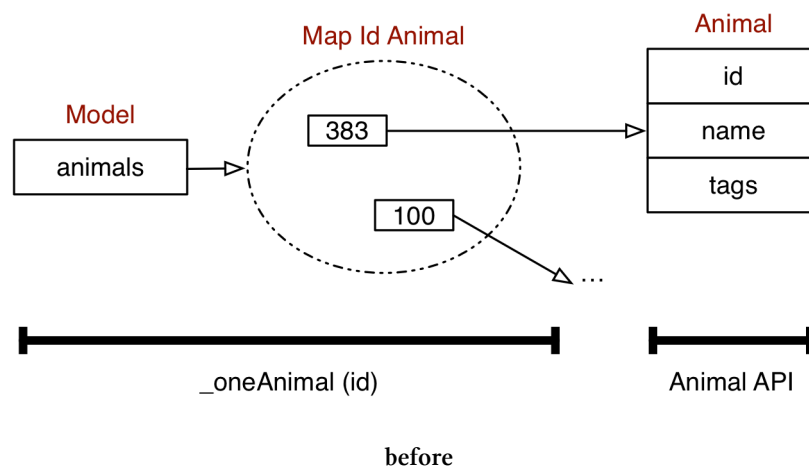 Animal
Map Id Animal
id
Model
383
name
animals
tags
100
...
_oneAnimal (id)
Animal API
before